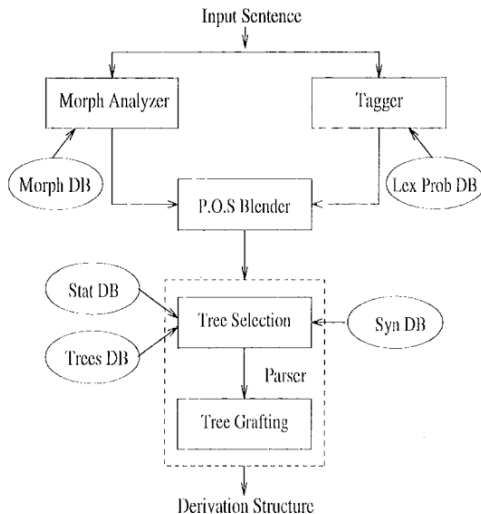 Input Sentence
Morph Analyzer
Tagger
Morph DB
Lex Prob DB
P.O.S Blender
Stat DB
Tree Selection
Syn DB
Trees DB
Parser
Tree Grafting
Derivation Structure